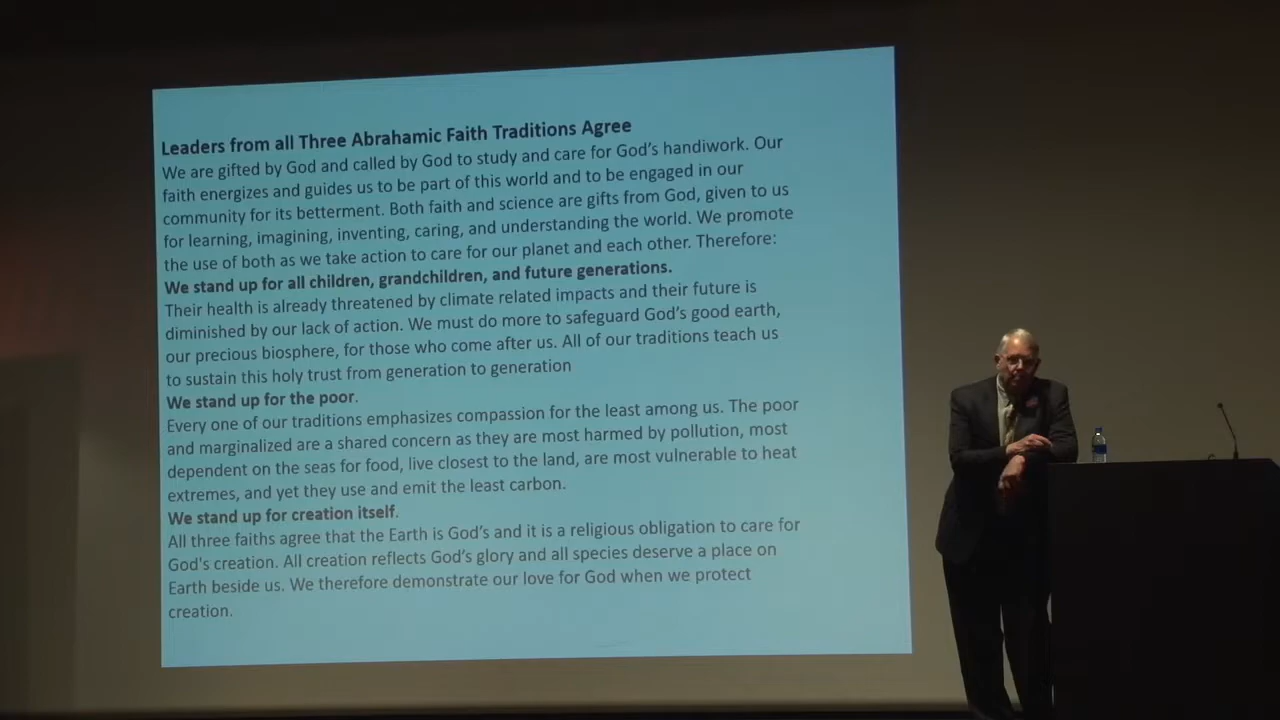 Leaders from all Three Abrahamic Faith Traditions Agree
We are gifted by God and called by God to study and care for God's handiwork. Our
faith energizes and guides us to be part of this world and to be engaged in our
community for its betterment. Both faith and science are gifts from God, given to us
for learning, imagining, inventing, caring, and understanding the world. We promote
the use of both as we take action to care for our planet and each other. Therefore:
We stand up for all children, grandchildren, and future generations.
Their health is already threatened by climate related impacts and their future is
diminished by our lack of action. We must do more to safeguard God's good earth,
our precious biosphere, for those who come after us. All of our traditions teach us
to sustain this holy trust from generation to generation
We stand up for the poor.
Every one of our traditions emphasizes compassion for the least among us. The poor
and marginalized are a shared concern as they are most harmed by pollution, most
dependent on the seas for food, live closest to the land, are most vulnerable to heat
extremes, and yet they use and emit the least carbon.
We stand up for creation itself.
All three faiths agree that the Earth is God's and it is a religious obligation to care for
God's creation. All creation reflects God's glory and all species deserve a place on
Earth beside us. We therefore demonstrate our love for God when we protect
creation.